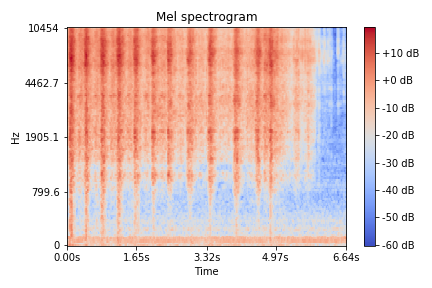 Mel spectrogram
10454
4462.7
1905.1
799.6
0
Hz
0.00s
1.65s
3.32s
4.97s
6.64s
Time
+10 dB
+0 dB
-10 dB
-20 dB
-30 dB
-40 dB
-50 dB
-60 dB